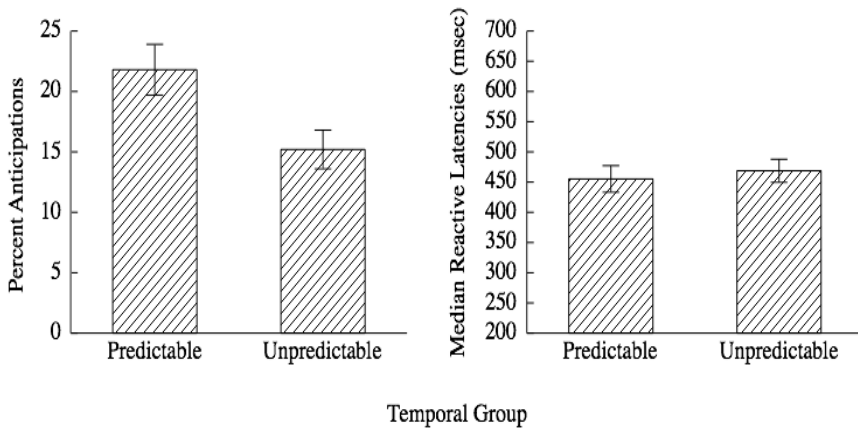 Percent Anticipations
25
20
15
10
5
0
Predictable
Unpredictable
Median Reactive Latencies (msec)
700
650
600
550
500
450
400
350
300
250
200
Predictable
Unpredictable
Temporal Group